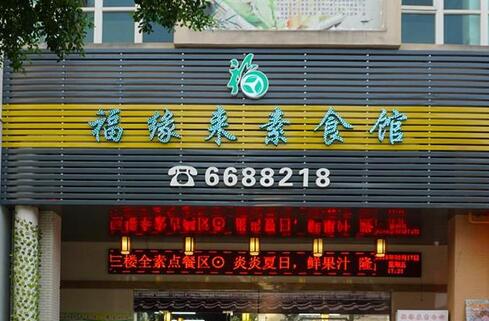 福
福缘来素食馆
☎6688218
三楼全素点餐区⊙ 炎炎夏日,鲜果汁 隆